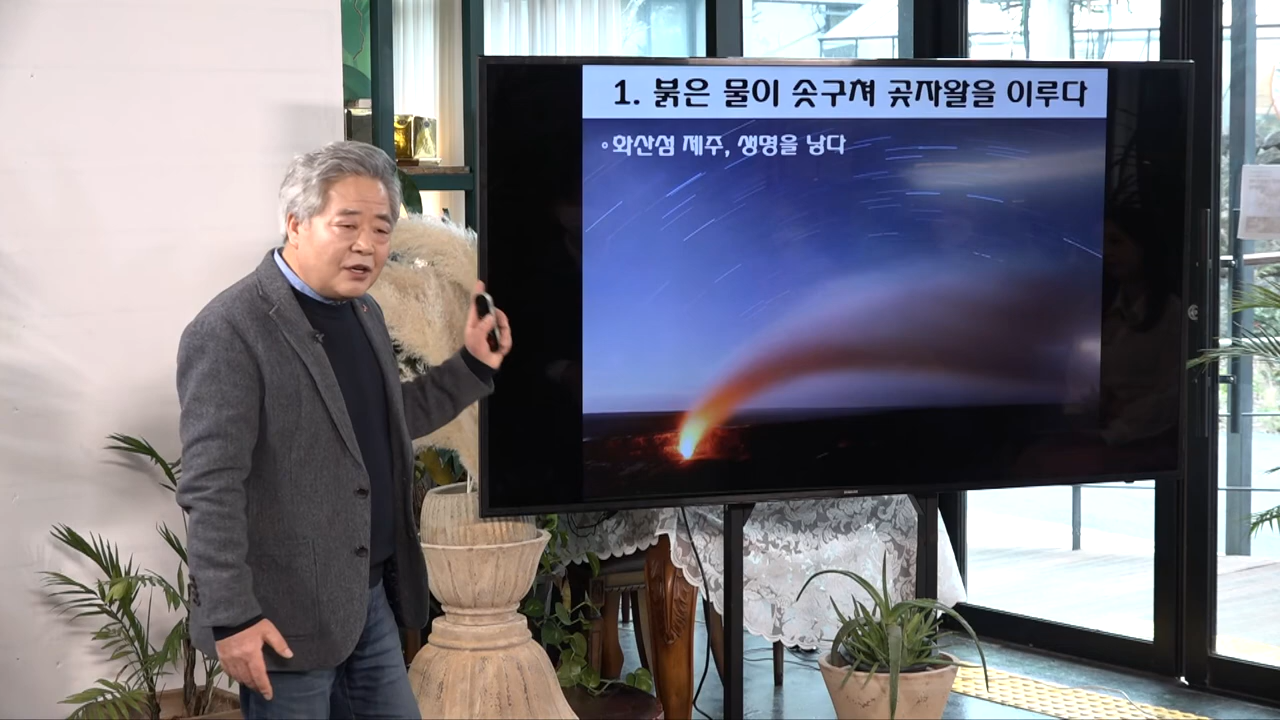 1. 붉은 물이 솟구쳐 곶자왈을 이루다
◦화산섬 제주, 생명을 낳다
SAMSUNG